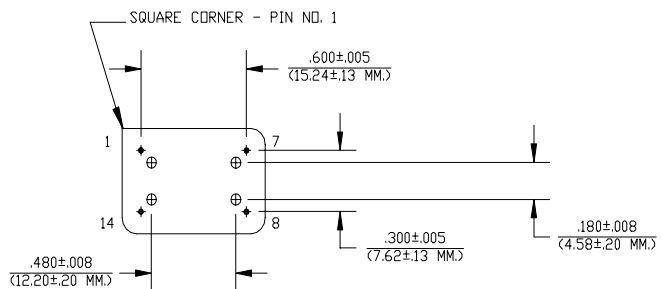 SQUARE CORNER - PIN NO. 1
.600±.005
(15.24±.13 MM.)
1
7
14
8
.480±.008
(12.20±.20 MM.)
.300±.005
(7.62±.13 MM.)
.180±.008
(4.58±.20 MM.)